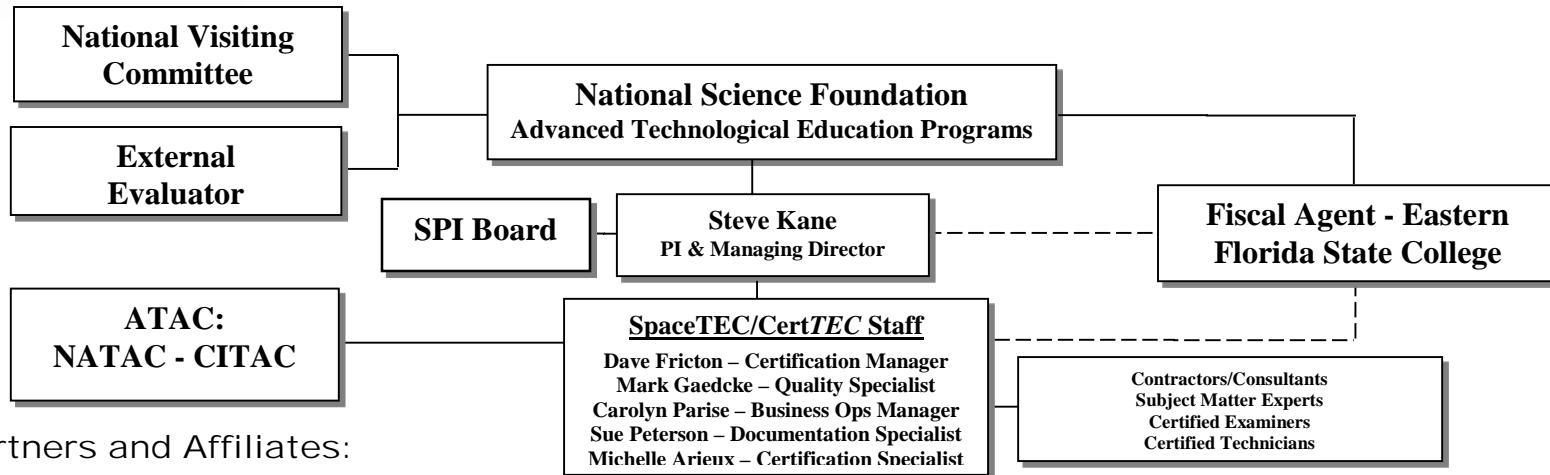 National Visiting
Committee
National Science Foundation
Advanced Technological Education Programs
External
Evaluator
SPI Board
Steve Kane
PI & Managing Director
Fiscal Agent - Eastern
Florida State College
ATAC:
NATAC - CITAC
SpaceTEC/CertTEC Staff
Dave Fricton – Certification Manager
Mark Gaedcke – Quality Specialist
Carolyn Parise – Business Ops Manager
Sue Peterson – Documentation Specialist
Michelle Arieux – Certification Specialist
Contractors/Consultants
Subject Matter Experts
Certified Examiners
Certified Technicians
rtners and Affiliates: